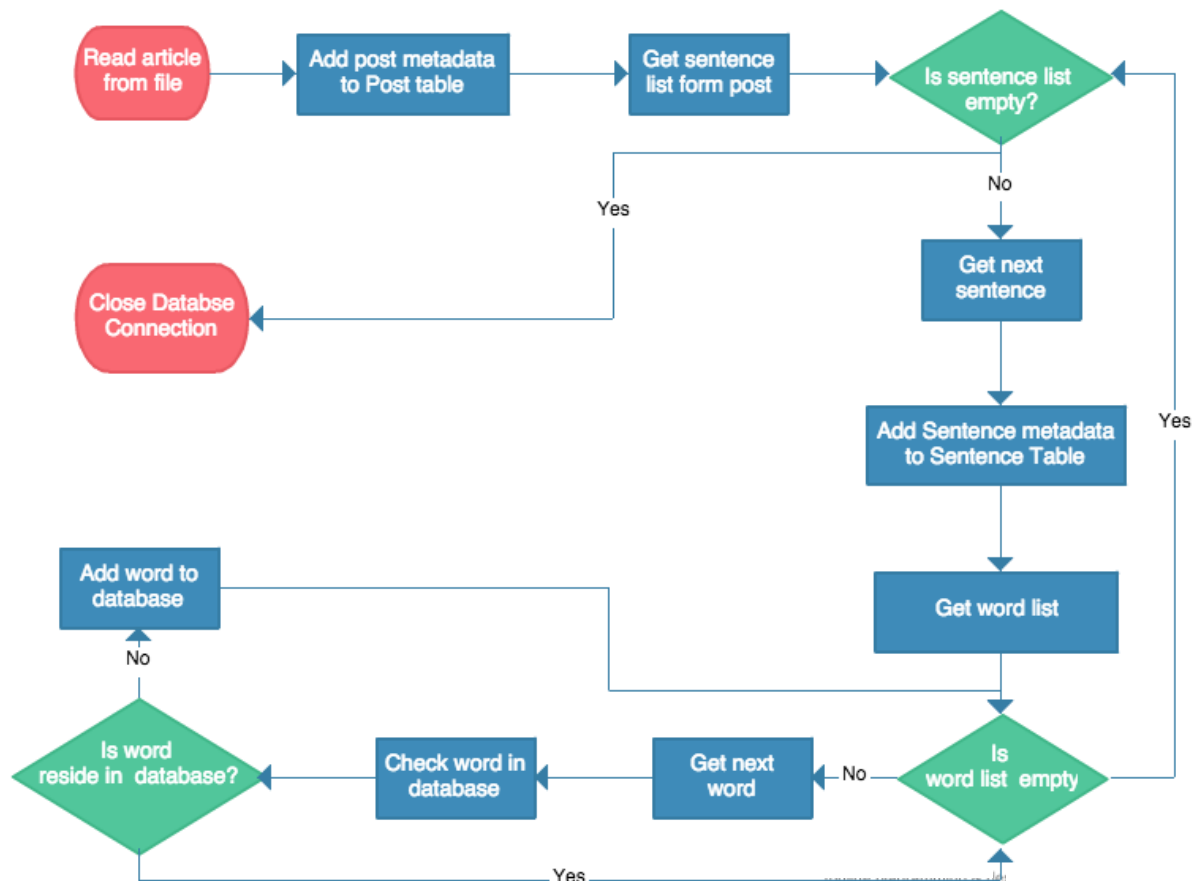 Read article
from file
Add post metadata
to Post table
Get sentence
list form post
Is sentence list
empty?
No
Yes
Get next
sentence
Close Databse
Connection
Add Sentence metadata
to Sentence Table
Yes
Add word to
database
Get word list
No
Is word
reside in database?
Check word in
database
Get next
word
No
Is
word list empty
Yes